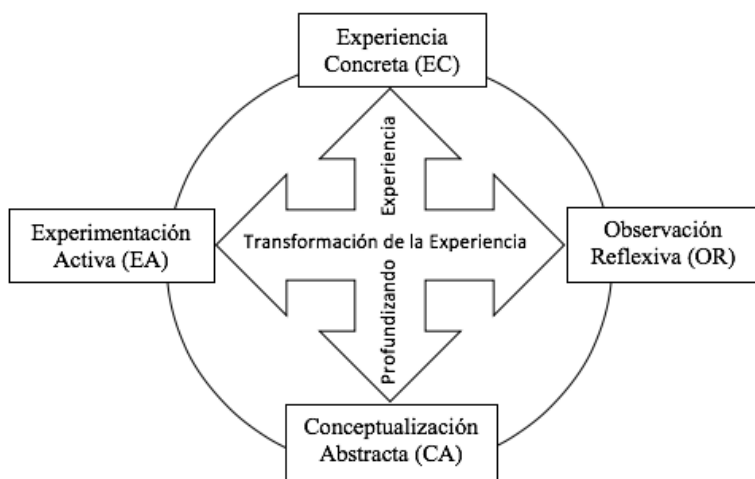 Experiencia
Concreta (EC)
Experiencia
Experimentación
Activa (EA)
Transformación de la Experiencia
Observación
Reflexiva (OR)
Profundizando
Conceptualización
Abstracta (CA)